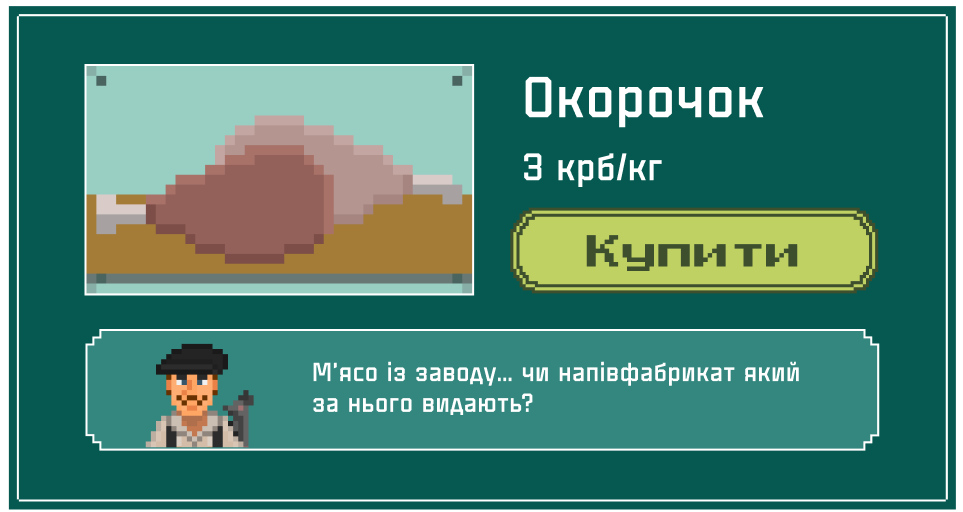 Окорочок
3 крб/кг
Купити
М'ясо із заводу... чи напівфабрикат який
за нього видають?